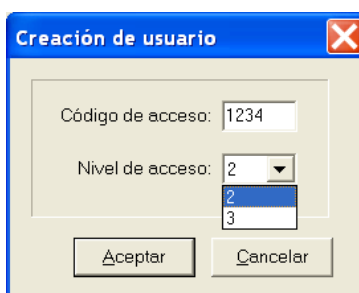 Creación de usuario
Código de acceso: 1234
Nivel de acceso: 2
2
3
Aceptar Cancelar